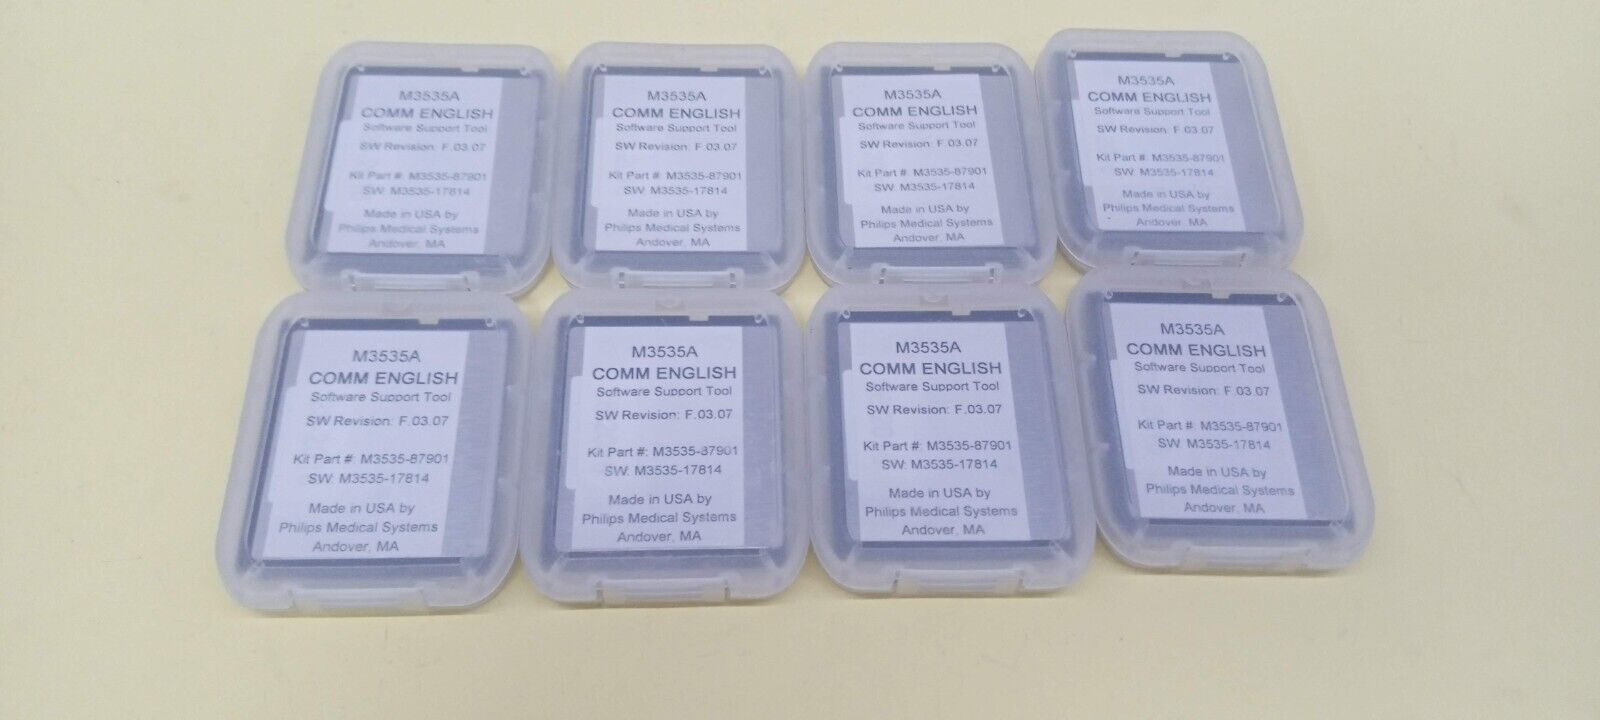 M3535A
COMM ENGLISH
Software Support Tool
SW Revision: F.03.07
Kit Part #: M3535-87901
SW: M3535-17814
Made in USA by
Philips Medical Systems
Andover, MA
M3535A
COMM ENGLISH
Software Support Tool
SW Revision: F.03.07
Kit Part #: M3535-87901
SW: M3535-17814
Made in USA by
Philips Medical Systems
Andover, MA
M3535A
COMM ENGLISH
Software Support Tool
SW Revision: F.03.07
Kit Part #: M3535-87901
SW: M3535-17814
Made in USA by
Philips Medical Systems
Andover, MA
M3535A
COMM ENGLISH
Software Support Tool
SW Revision: F.03.07
Kit Part #: M3535-87901
SW: M3535-17814
Made in USA by
Philips Medical Systems
Andover, MA
M3535A
COMM ENGLISH
Software Support Tool
SW Revision: F.03.07
Kit Part #: M3535-87901
SW: M3535-17814
Made in USA by
Philips Medical Systems
Andover, MA
M3535A
COMM ENGLISH
Software Support Tool
SW Revision: F.03.07
Kit Part #: M3535-87901
SW: M3535-17814
Made in USA by
Philips Medical Systems
Andover, MA
M3535A
COMM ENGLISH
Software Support Tool
SW Revision: F.03.07
Kit Part #: M3535-87901
SW: M3535-17814
Made in USA by
Philips Medical Systems
Andover, MA
M3535A
COMM ENGLISH
Software Support Tool
SW Revision: F.03.07
Kit Part #: M3535-87901
SW: M3535-17814
Made in USA by
Philips Medical Systems
Andover, MA